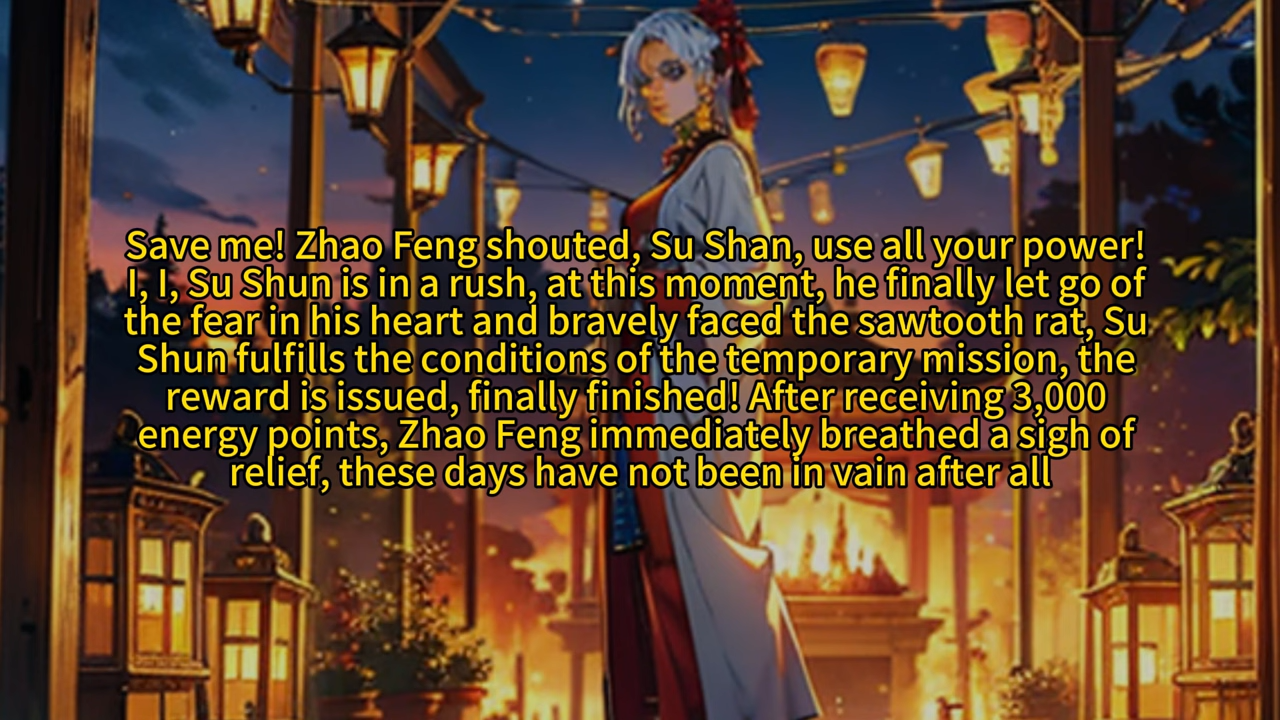 Save me! Zhao Feng shouted, Su Shan, use all your power!
I, I, Su Shun is in a rush, at this moment, he finally let go of
the fear in his heart and bravely faced the sawtooth rat, Su
Shun fulfills the conditions of the temporary mission, the
reward is issued, finally finished! After receiving 3,000
energy points, Zhao Feng immediately breathed a sigh of
relief, these days have not been in vain after all